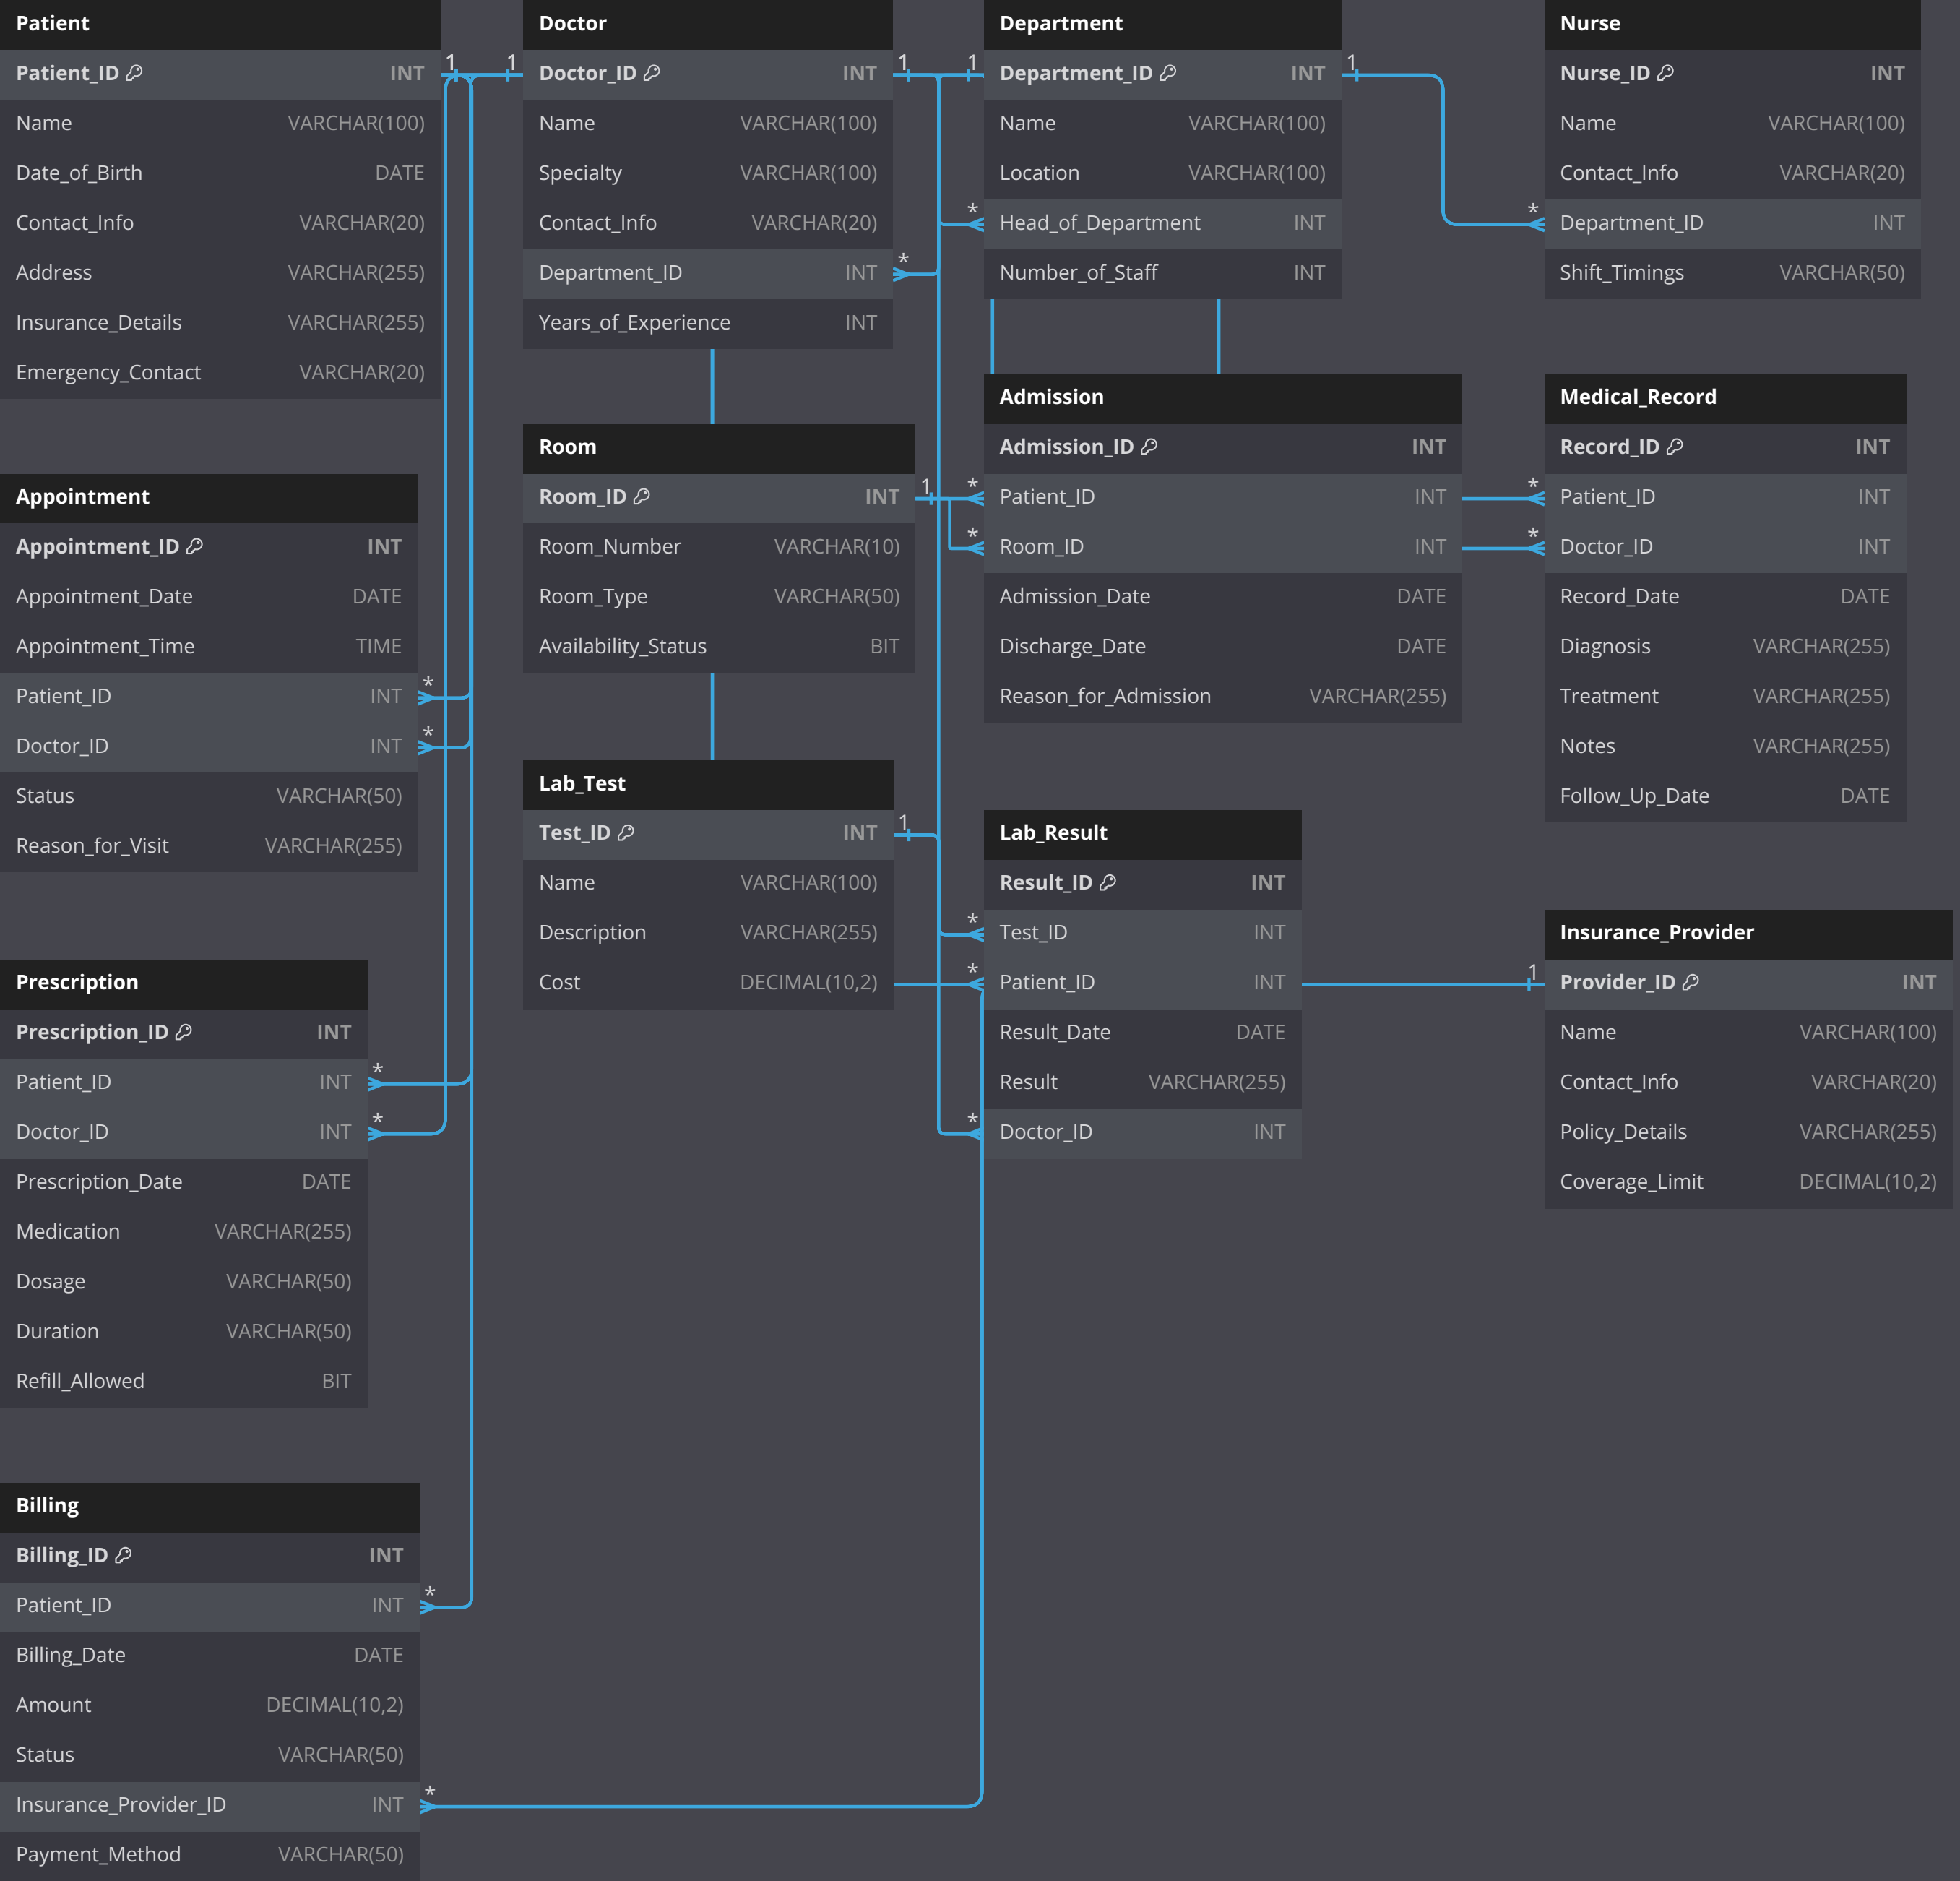 Patient
Patient_ID INT
Name VARCHAR(100)
Date_of_Birth DATE
Contact_Info VARCHAR(20)
Address VARCHAR(255)
Insurance_Details VARCHAR(255)
Emergency_Contact VARCHAR(20)
1
1
Doctor
Doctor_ID INT
Name VARCHAR(100)
Specialty VARCHAR(100)
Contact_Info VARCHAR(20)
Department_ID INT
Years_of_Experience INT
1
*
1
*
Department
Department_ID INT
Name VARCHAR(100)
Location VARCHAR(100)
Head_of_Department INT
Number_of_Staff INT
1
*
Nurse
Nurse_ID INT
Name VARCHAR(100)
Contact_Info VARCHAR(20)
Department_ID INT
Shift_Timings VARCHAR(50)
Appointment
Appointment_ID INT
Appointment_Date DATE
Appointment_Time TIME
Patient_ID INT
Doctor_ID INT
Status VARCHAR(50)
Reason_for_Visit VARCHAR(255)
*
*
Room
Room_ID INT
Room_Number VARCHAR(10)
Room_Type VARCHAR(50)
Availability_Status BIT
1
*
*
Admission
Admission_ID INT
Patient_ID INT
Room_ID INT
Admission_Date DATE
Discharge_Date DATE
Reason_for_Admission VARCHAR(255)
*
*
Medical_Record
Record_ID INT
Patient_ID INT
Doctor_ID INT
Record_Date DATE
Diagnosis VARCHAR(255)
Treatment VARCHAR(255)
Notes VARCHAR(255)
Follow_Up_Date DATE
Prescription
Prescription_ID INT
Patient_ID INT
Doctor_ID INT
Prescription_Date DATE
Medication VARCHAR(255)
Dosage VARCHAR(50)
Duration VARCHAR(50)
Refill_Allowed BIT
*
*
Lab_Test
Test_ID INT
Name VARCHAR(100)
Description VARCHAR(255)
Cost DECIMAL(10,2)
1
*
*
*
Lab_Result
Result_ID INT
Test_ID INT
Patient_ID INT
Result_Date DATE
Result VARCHAR(255)
Doctor_ID INT
1
Insurance_Provider
Provider_ID INT
Name VARCHAR(100)
Contact_Info VARCHAR(20)
Policy_Details VARCHAR(255)
Coverage_Limit DECIMAL(10,2)
Billing
Billing_ID INT
Patient_ID INT
Billing_Date DATE
Amount DECIMAL(10,2)
Status VARCHAR(50)
Insurance_Provider_ID INT
Payment_Method VARCHAR(50)
*
*